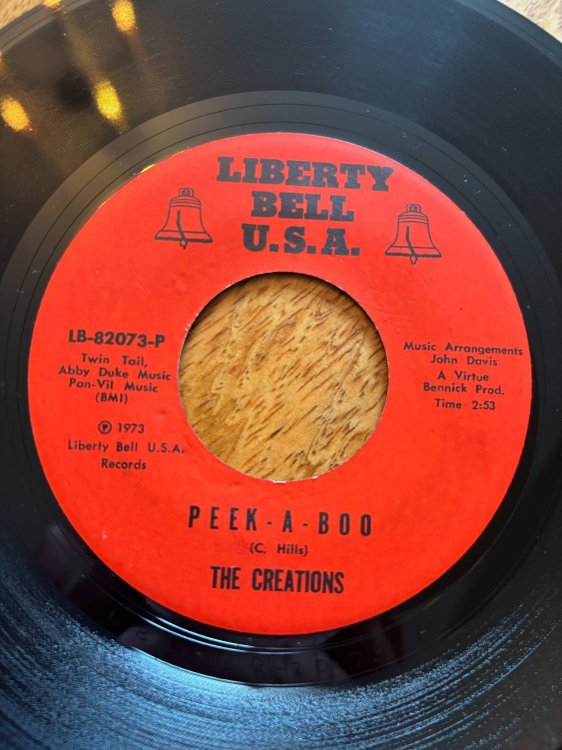 LIBERTY
BELL
U.S.A.
LB-82073-P
Twin Tail,
Abby Duke Music
Pan-Vil Music
(BMI)
Ⓟ 1973
Liberty Bell U.S.A.
Records
Music Arrangements
John Davis
A Virtue
Bennick Prod.
Time 2:53
PEEK-A-BOO
(C. Hills)
THE CREATIONS